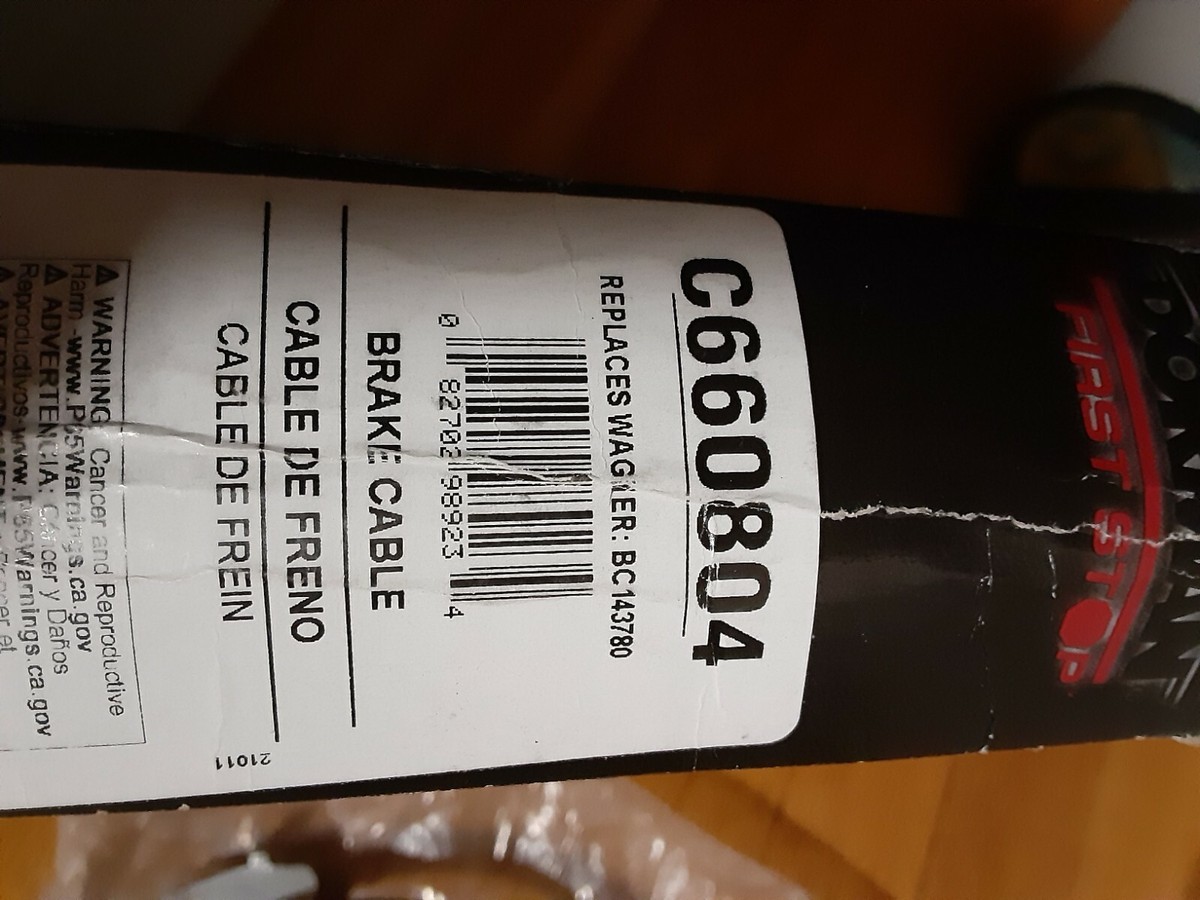 DORMAN
FIRST STOP
C660804
REPLACES WAGNER: BC143780
0 82702 98923 4
BRAKE CABLE
CABLE DE FRENO
CABLE DE FREIN
21011
⚠ WARNING: Cancer and Reproductive
Harm -www.P65Warnings.ca.gov
⚠ ADVERTENCIA: Cáncer y Daños
Reproductivos-www.P65Warnings.ca.gov